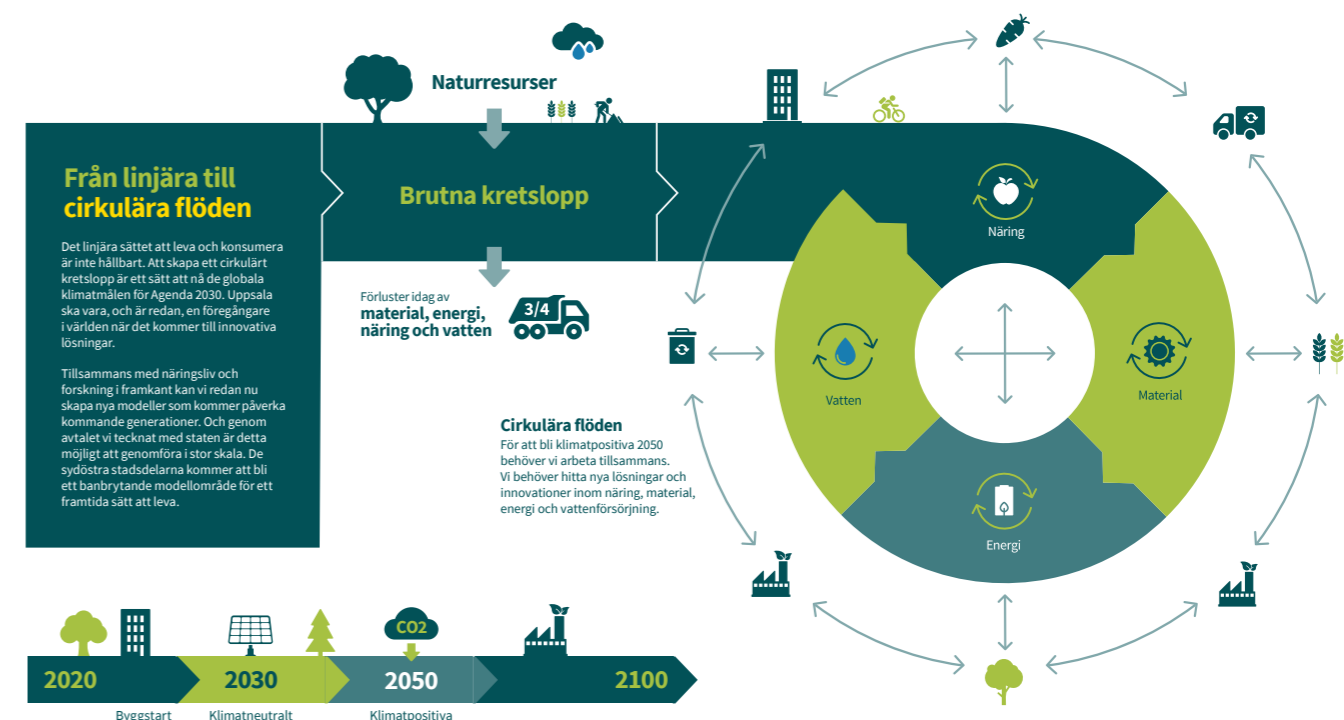 Från linjära till
cirkulära flöden
Det linjära sättet att leva och konsumera
är inte hållbart. Att skapa ett cirkulärt
kretslopp är ett sätt att nå de globala
klimatmålen för Agenda 2030. Uppsala
ska vara, och är redan, en föregångare
i världen när det kommer till innovativa
lösningar.
Tillsammans med näringsliv och
forskning i framkant kan vi redan nu
skapa nya modeller som kommer påverka
kommande generationer. Och genom
avtalet vi tecknat med staten är detta
möjligt att genomföra i stor skala. De
sydöstra stadsdelarna kommer att bli
ett banbrytande modellområde för ett
framtida sätt att leva.
Naturresurser
Brutna kretslopp
Förluster idag av
material, energi,
näring och vatten
3/4
Cirkulära flöden
För att bli klimatpositiva 2050
behöver vi arbeta tillsammans.
Vi behöver hitta nya lösningar och
innovationer inom näring, material,
energi och vattenförsörjning.
Näring
Vatten
Material
Energi
CO2
2020
2030
2050
2100
Byggstart
Klimatneutralt
Klimatpositiva